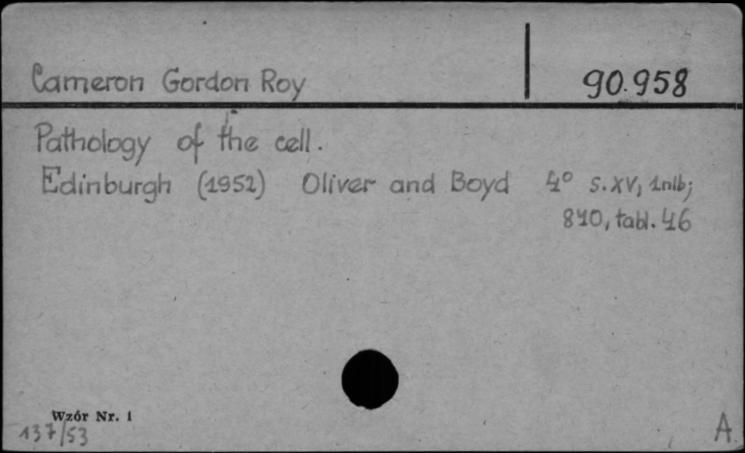 Cameron Gordon Roy 90.958
Pathology of the cell.
Edinburgh (1952) Oliver and Boyd 4° s. XV, 1nlb;
840, tabl. 46
Wzór Nr. 1
137/53
A